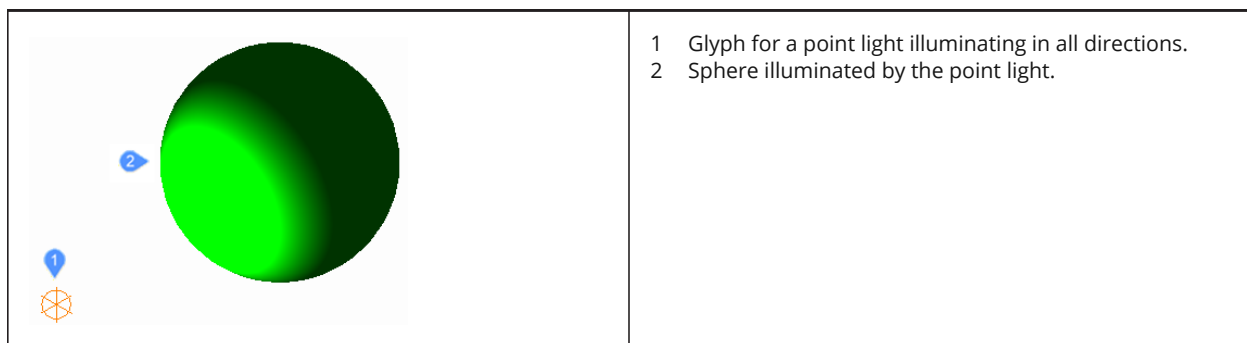 1 Glyph for a point light illuminating in all directions.
2 Sphere illuminated by the point light.
2
1